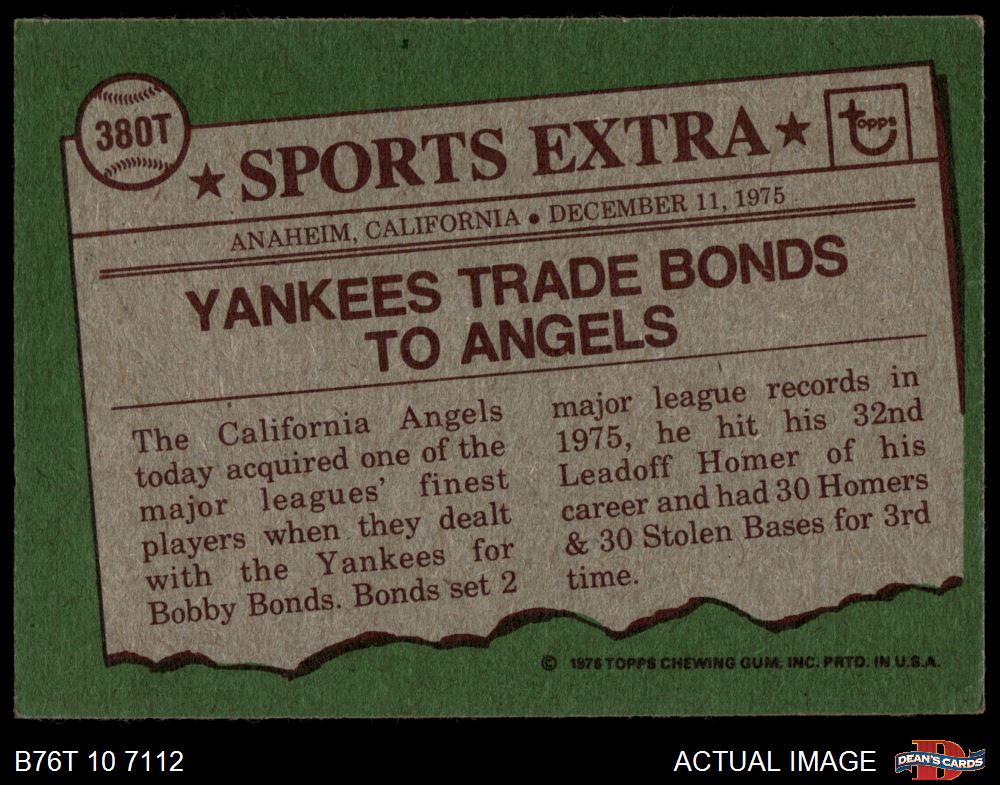 380T
★ SPORTS EXTRA ★
topps
ANAHEIM, CALIFORNIA • DECEMBER 11, 1975
YANKEES TRADE BONDS
TO ANGELS
The California Angels
today acquired one of the
major leagues' finest
players when they dealt
with the Yankees for
Bobby Bonds. Bonds set 2
major league records in
1975, he hit his 32nd
Leadoff Homer of his
career and had 30 Homers
& 30 Stolen Bases for 3rd
time.
© 1976 TOPPS CHEWING GUM, INC. PRTD. IN U.S.A.
B76T 10 7112
ACTUAL IMAGE
D
DEAN'S CARDS